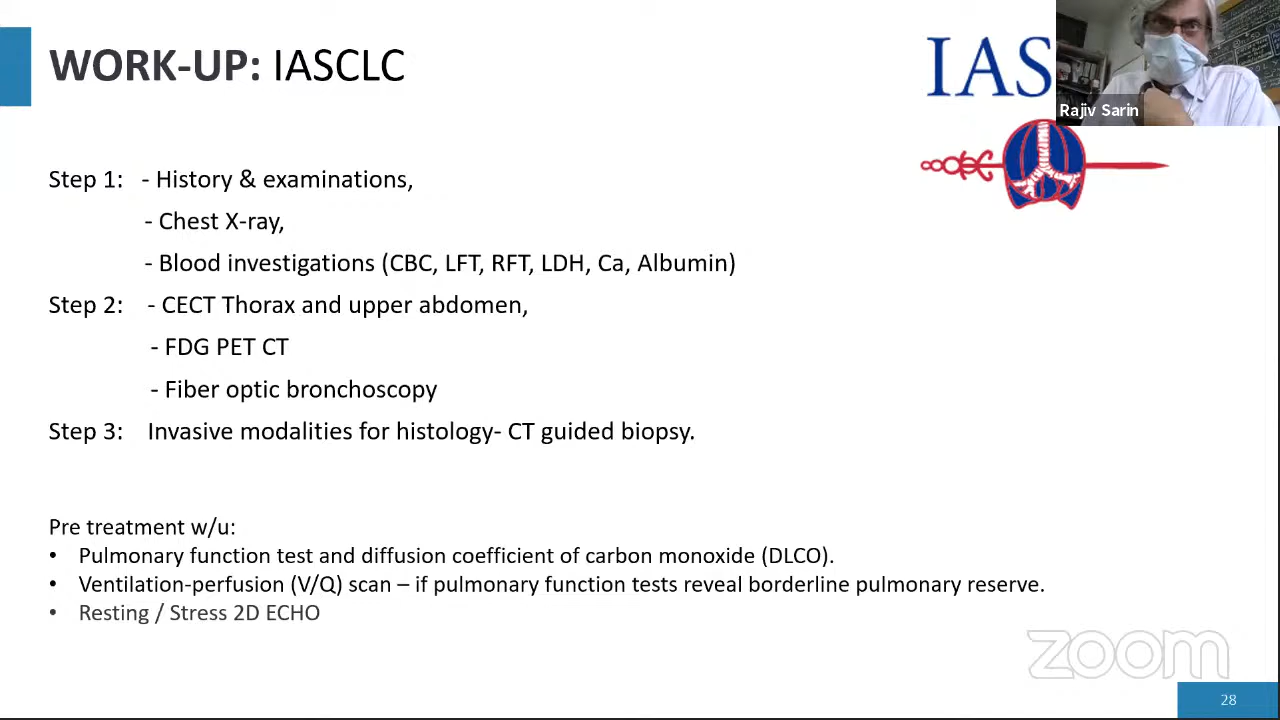 WORK-UP: IASCLC
IAS
Rajiv Sarin
Step 1: - History & examinations,
- Chest X-ray,
- Blood investigations (CBC, LFT, RFT, LDH, Ca, Albumin)
Step 2: - CECT Thorax and upper abdomen,
- FDG PET CT
- Fiber optic bronchoscopy
Step 3: Invasive modalities for histology- CT guided biopsy.
Pre treatment w/u:
• Pulmonary function test and diffusion coefficient of carbon monoxide (DLCO).
• Ventilation-perfusion (V/Q) scan – if pulmonary function tests reveal borderline pulmonary reserve.
• Resting / Stress 2D ECHO
zoom
28